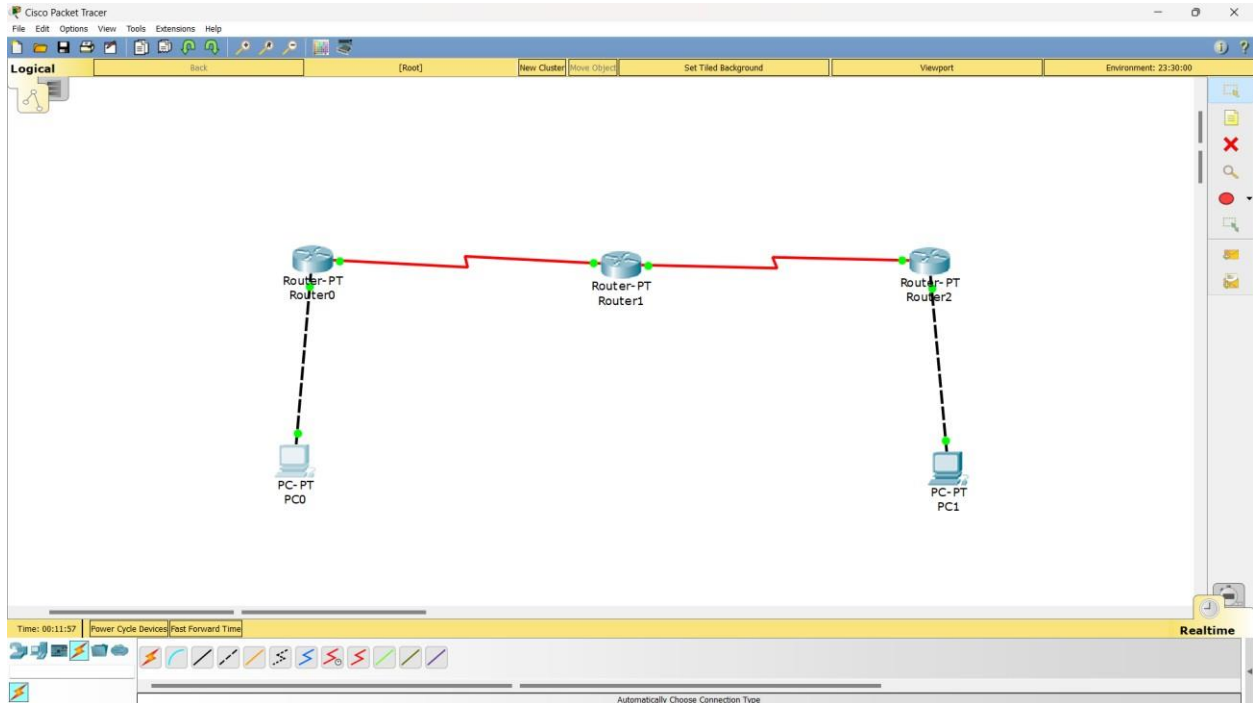 Cisco Packet Tracer
File Edit Options View Tools Extensions Help
Logical Back [Root] New Cluster Move Object Set Tiled Background Viewport Environment: 23:30:00
Router-PT
Router0
Router-PT
Router1
Router-PT
Router2
PC-PT
PC0
PC-PT
PC1
Time: 00:11:57 Power Cycle Devices Fast Forward Time Realtime
Automatically Choose Connection Type